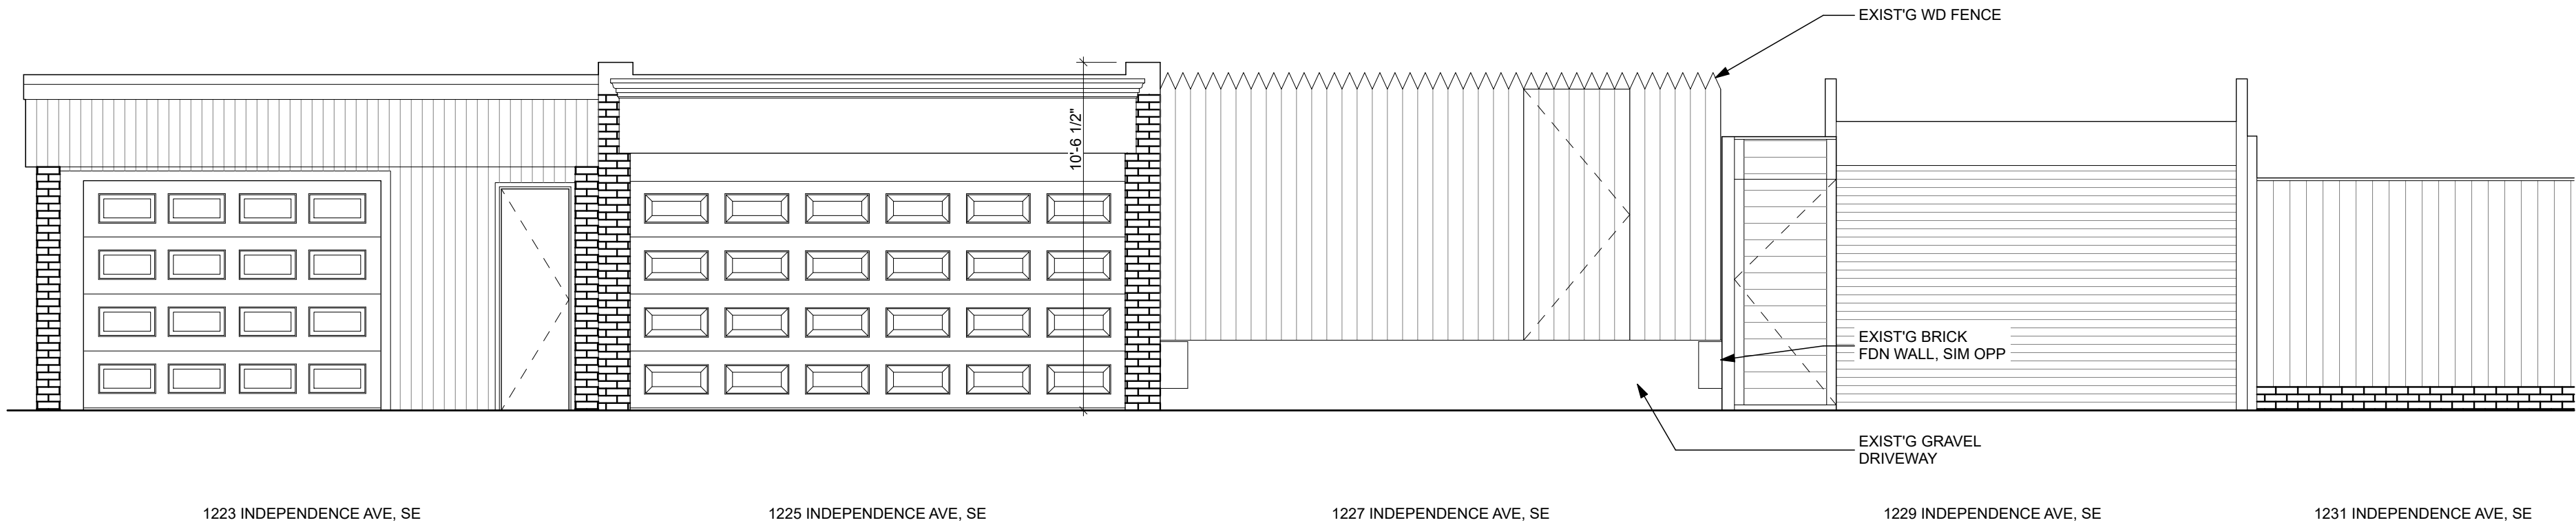 EXIST'G WD FENCE
10'-6 1/2"
EXIST'G BRICK
FDN WALL, SIM OPP
EXIST'G GRAVEL
DRIVEWAY
1223 INDEPENDENCE AVE, SE
1225 INDEPENDENCE AVE, SE
1227 INDEPENDENCE AVE, SE
1229 INDEPENDENCE AVE, SE
1231 INDEPENDENCE AVE, SE